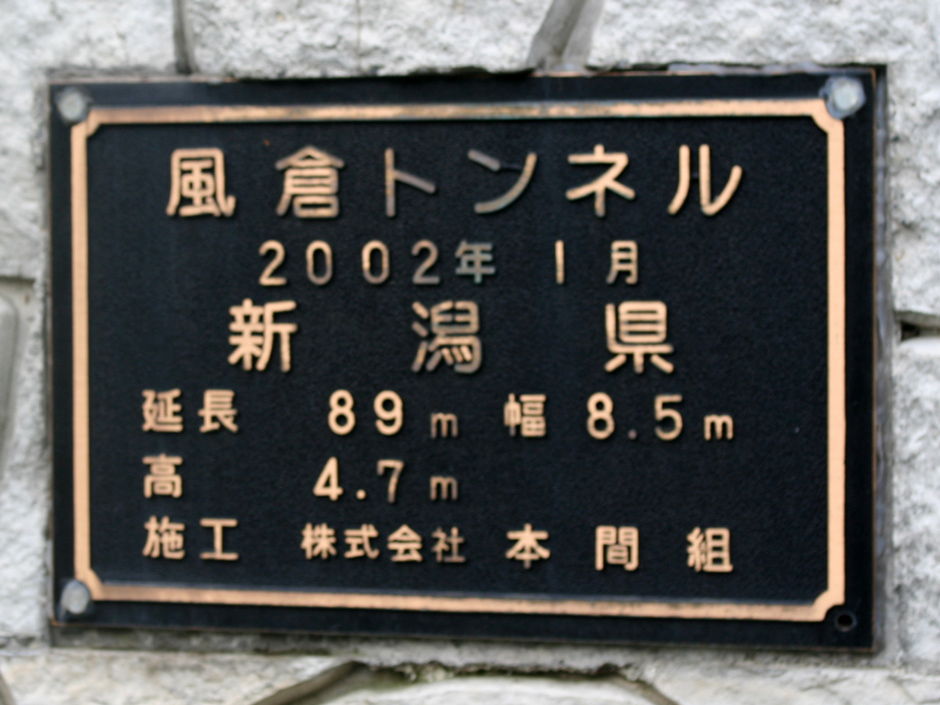 風倉トンネル
2002年 1月
新潟県
延長 89m 幅 8.5m
高 4.7m
施工 株式会社 本間組